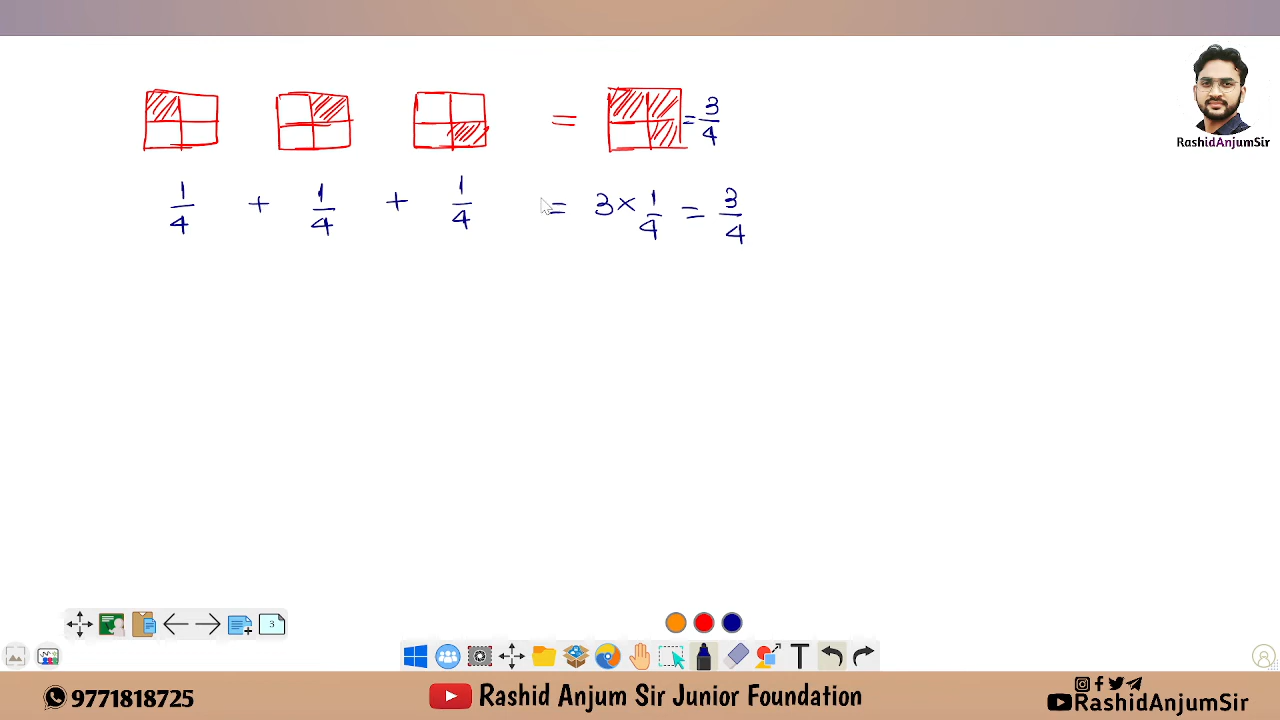 = 3/4
RashidAnjumSir
1/4 + 1/4 + 1/4 = 3 × 1/4 = 3/4
3
T
9771818725
Rashid Anjum Sir Junior Foundation
RashidAnjumSir